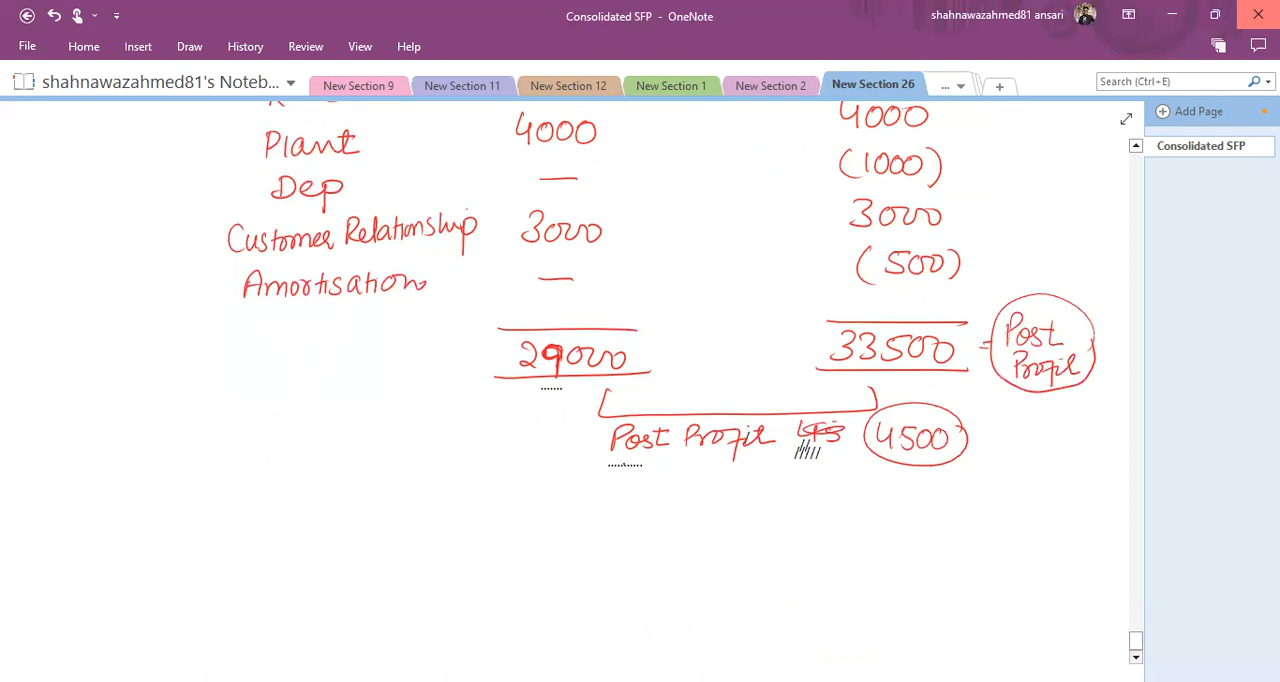 Consolidated SFP - OneNote
shahnawazahmed81 ansari
File Home Insert Draw History Review View Help
shahnawazahmed81's Noteb...
New Section 9 New Section 11 New Section 12 New Section 1 New Section 2 New Section 26 ...
Search (Ctrl+E)
Add Page
Consolidated SFP
4000 4000
Plant (1000)
Dep —
Customer Relationship 3000 3000
Amortisation — (500)
29000 33500 = Post Profit
Post Profit 4500